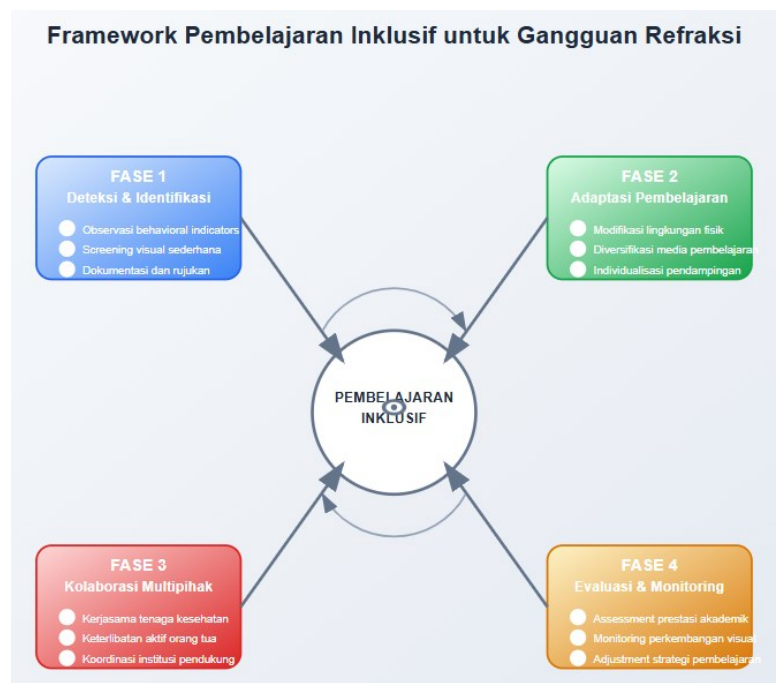 Framework Pembelajaran Inklusif untuk Gangguan Refraksi
FASE 1
Deteksi & Identifikasi
Observasi behavioral indicators
Screening visual sederhana
Dokumentasi dan rujukan
FASE 2
Adaptasi Pembelajaran
Modifikasi lingkungan fisik
Diversifikasi media pembelajaran
Individualisasi pendampingan
PEMBELAJARAN
INKLUSIF
FASE 3
Kolaborasi Multipihak
Kerjasama tenaga kesehatan
Keterlibatan aktif orang tua
Koordinasi institusi pendukung
FASE 4
Evaluasi & Monitoring
Assessment prestasi akademik
Monitoring perkembangan visual
Adjustment strategi pembelajaran